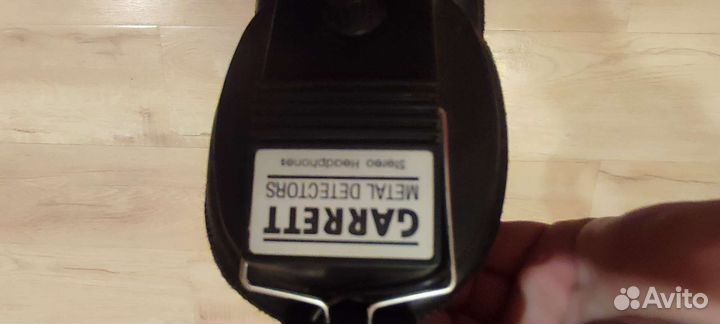 GARRETT
METAL DETECTORS
Stereo Headphones
Avito